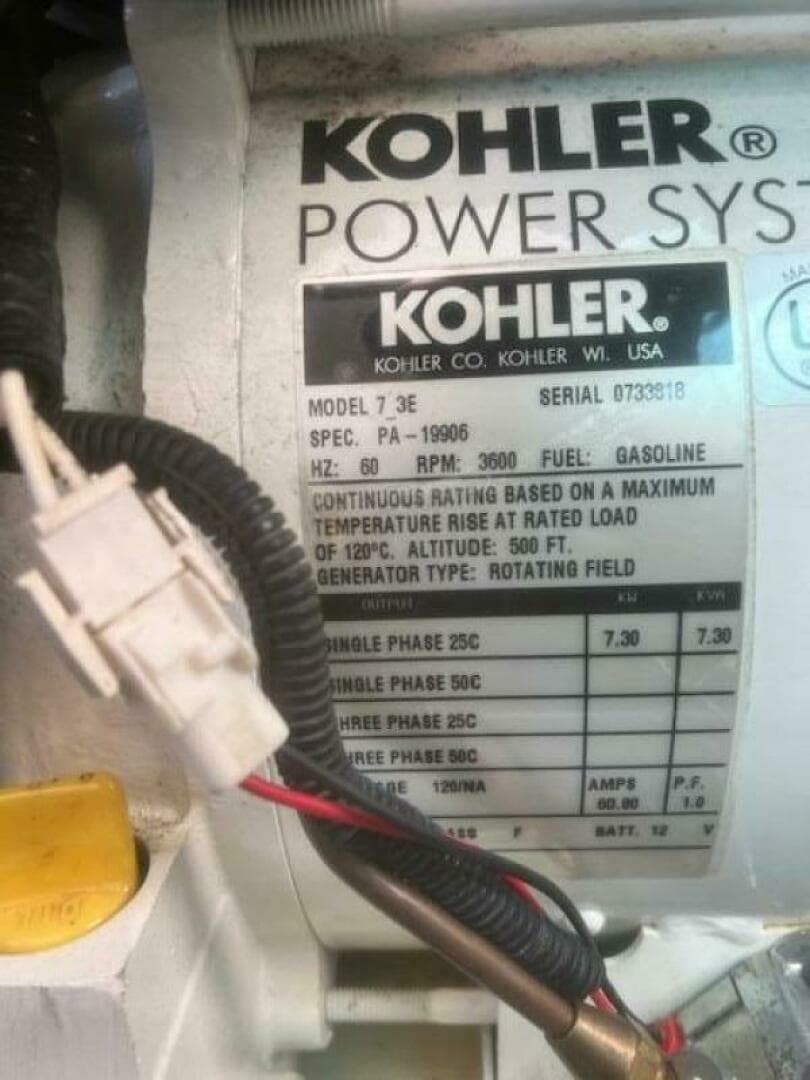 KOHLER®
POWER SYST
KOHLER®
KOHLER CO. KOHLER WI. USA
MODEL 7_3E SERIAL 0733818
SPEC. PA-19906
HZ: 60 RPM: 3600 FUEL: GASOLINE
CONTINUOUS RATING BASED ON A MAXIMUM
TEMPERATURE RISE AT RATED LOAD
OF 120°C. ALTITUDE: 500 FT.
GENERATOR TYPE: ROTATING FIELD
OUTPUT KW KVA
SINGLE PHASE 25C 7.30 7.30
INGLE PHASE 50C
HREE PHASE 25C
HREE PHASE 50C
120/NA AMPS P.F.
60.80 1.0
ASS F BATT. 12 V